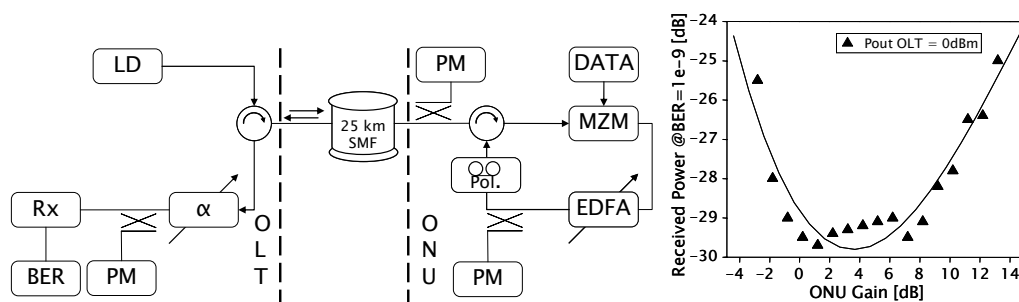 LD
PM
DATA
25 km
SMF
MZM
Pol.
Rx
α
EDFA
BER
PM
PM
O
L
T
O
N
U
Received Power @BER=1e-9 [dB]
-24
-25
-26
-27
-28
-29
-30
Pout OLT = 0dBm
-4
-2
0
2
4
6
8
10
12
14
ONU Gain [dB]